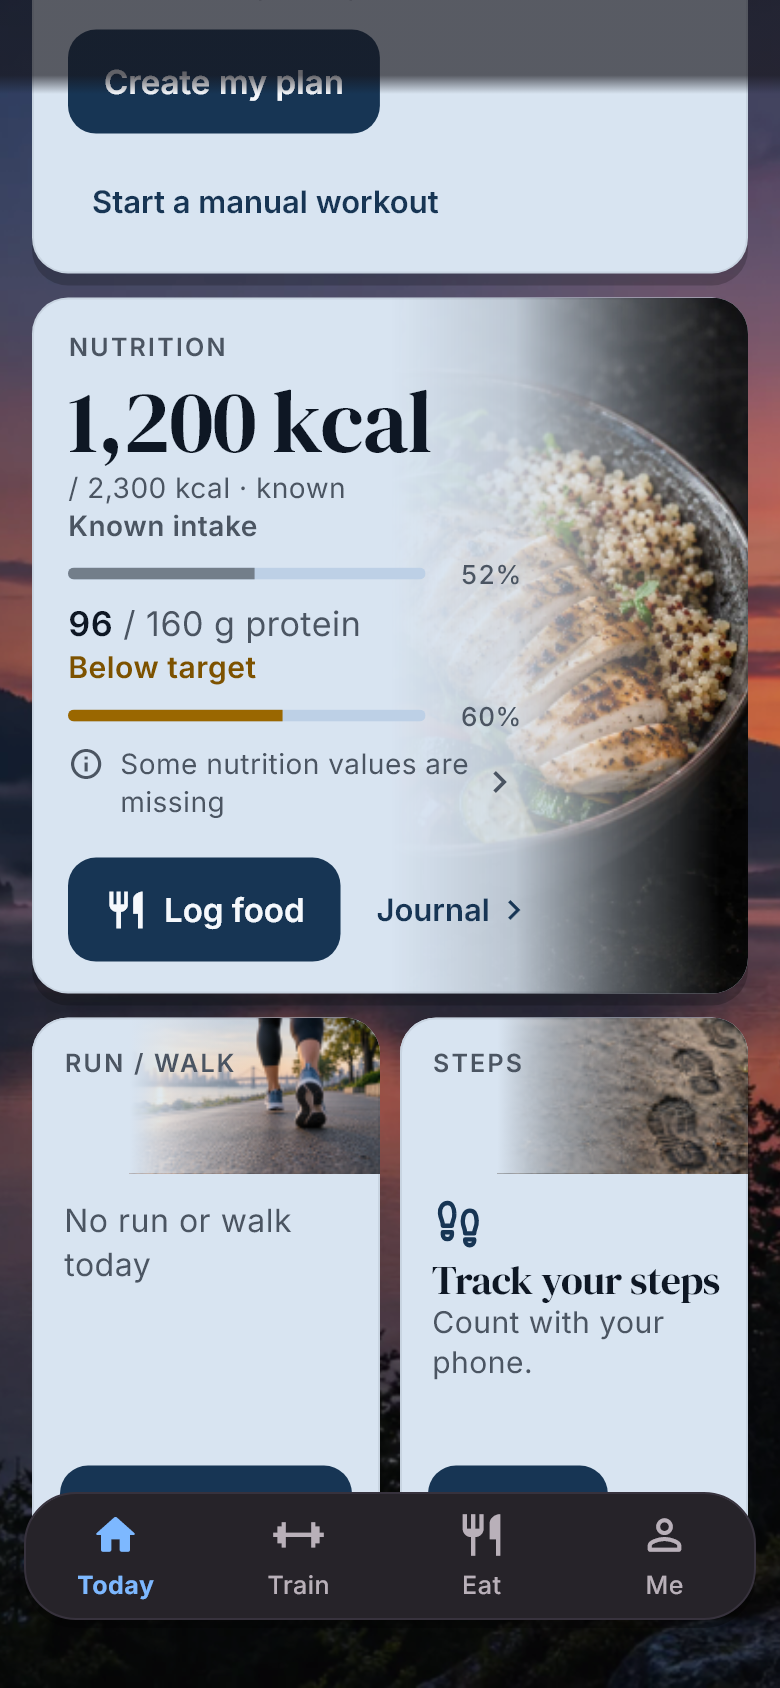 Create my plan
Start a manual workout
NUTRITION
1,200 kcal
/ 2,300 kcal · known
Known intake
52%
96 / 160 g protein
Below target
60%
Some nutrition values are
missing
Log food
Journal
RUN / WALK
No run or walk
today
STEPS
Track your steps
Count with your
phone.
Today
Train
Eat
Me